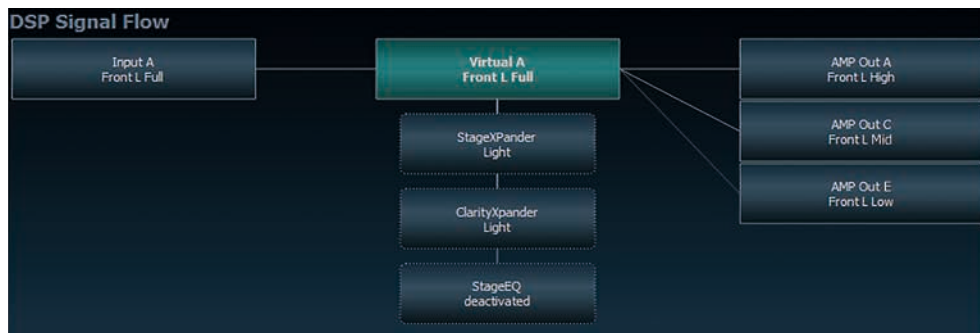 DSP Signal Flow
Input A
Front L Full
Virtual A
Front L Full
StageXPander
Light
ClarityXpander
Light
StageEQ
deactivated
AMP Out A
Front L High
AMP Out C
Front L Mid
AMP Out E
Front L Low